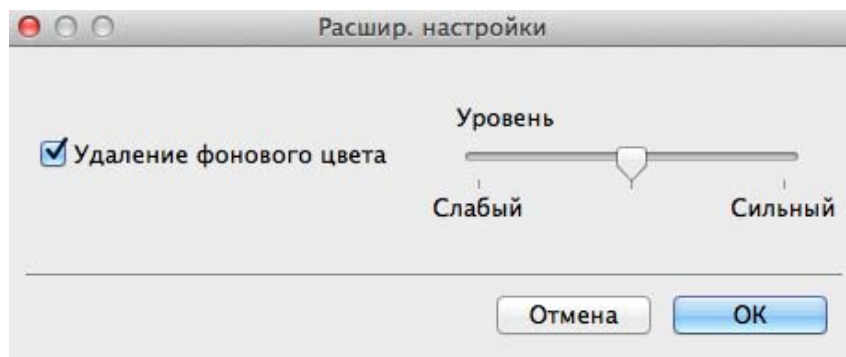 Расшир. настройки
Уровень
Удаление фонового цвета
Слабый Сильный
Отмена OK